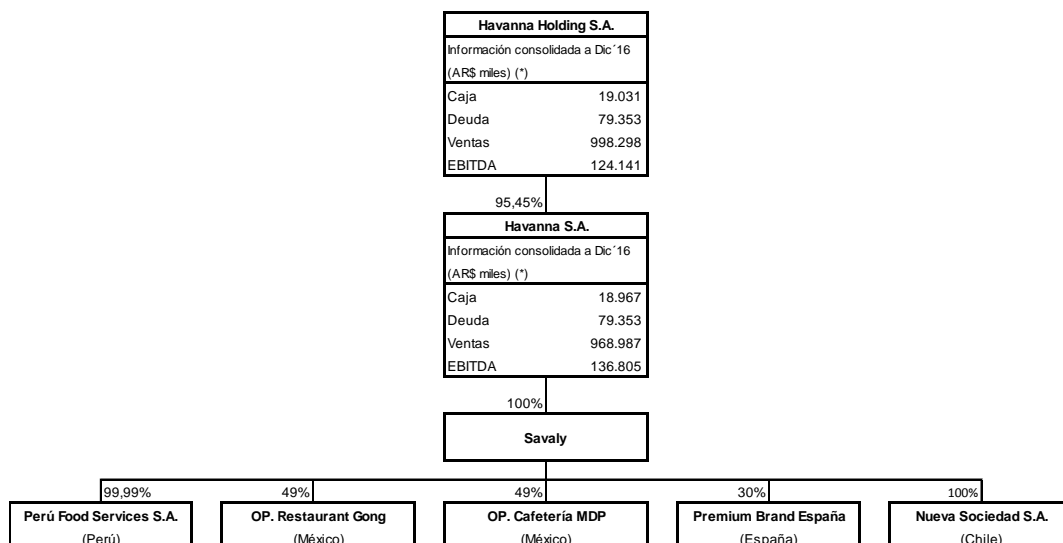 Havanna Holding S.A.
Información consolidada a Dic´16
(AR$ miles) (*)
Caja 19.031
Deuda 79.353
Ventas 998.298
EBITDA 124.141
95,45%
Havanna S.A.
Información consolidada a Dic´16
(AR$ miles) (*)
Caja 18.967
Deuda 79.353
Ventas 968.987
EBITDA 136.805
100%
Savaly
99,99% 49% 49% 30% 100%
Perú Food Services S.A. OP. Restaurant Gong OP. Cafetería MDP Premium Brand España Nueva Sociedad S.A.
(Perú) (México) (México) (España) (Chile)